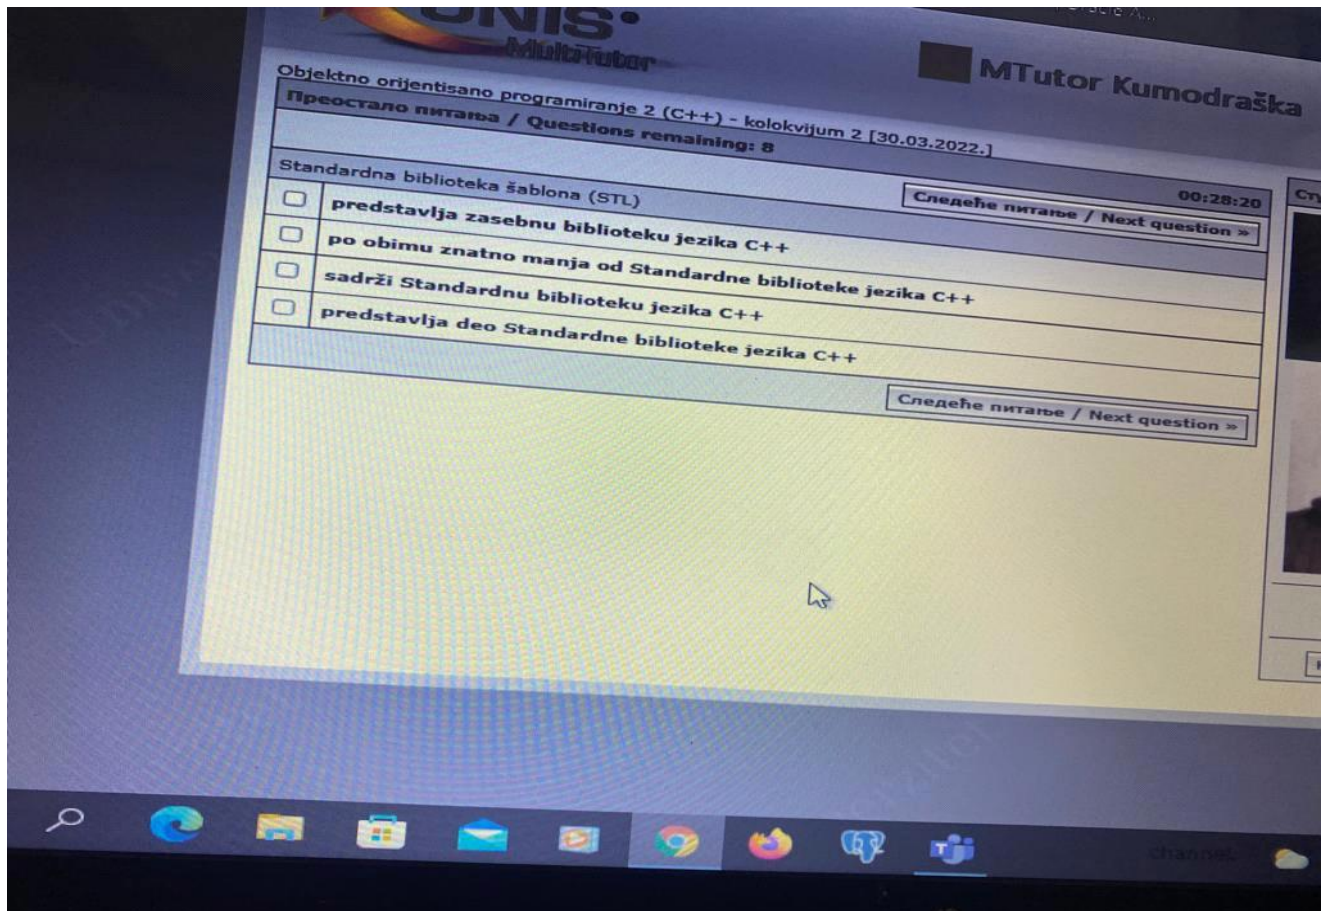 UNIS
MultiTutor
MTutor Kumodraška
Objektno orijentisano programiranje 2 (C++) - kolokvijum 2 [30.03.2022.]
Преостало питања / Questions remaining: 8
00:28:20
Следеће питање / Next question »
Standardna biblioteka šablona (STL)
predstavlja zasebnu biblioteku jezika C++
po obimu znatno manja od Standardne biblioteke jezika C++
sadrži Standardnu biblioteku jezika C++
predstavlja deo Standardne biblioteke jezika C++
Следеће питање / Next question »
channel